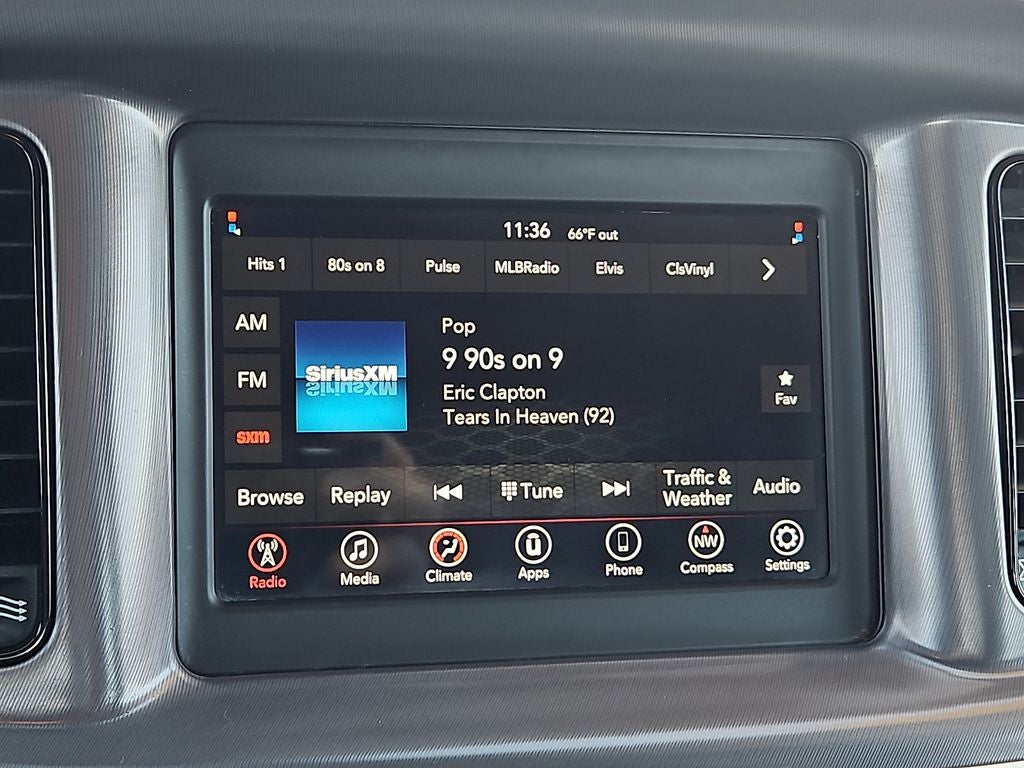 11:36 66°F out
Hits 1 80s on 8 Pulse MLBRadio Elvis ClsVinyl
AM
FM
sxm
SiriusXM
Pop
9 90s on 9
Eric Clapton
Tears In Heaven (92)
Fav
Browse Replay Tune Traffic & Weather Audio
Radio Media Climate Apps Phone NW Compass Settings